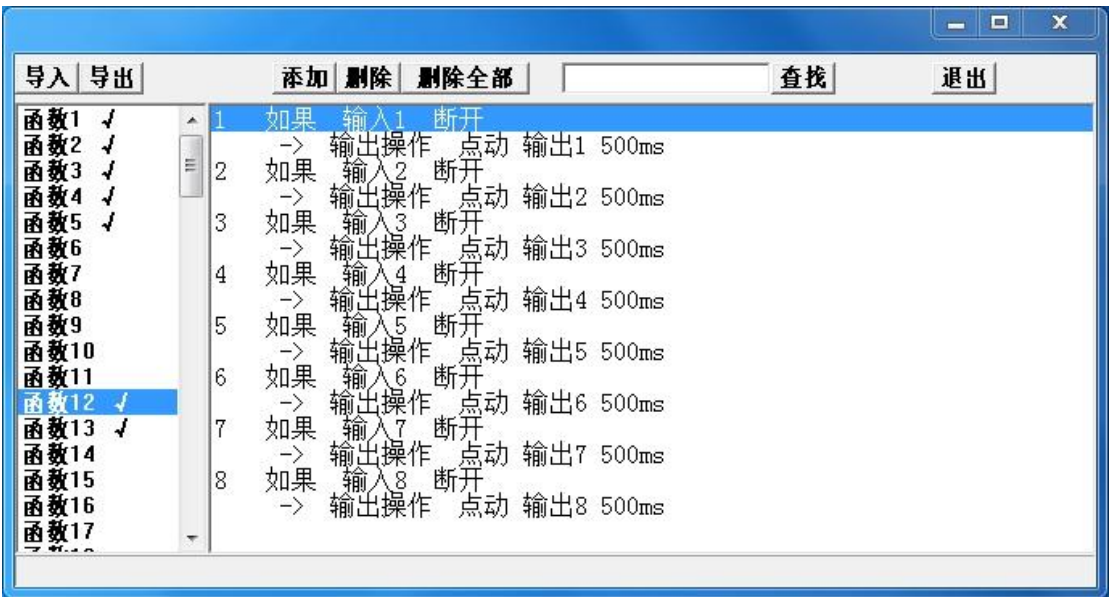 导入 导出 添加 删除 删除全部 查找 退出
函数1 √
函数2 √
函数3 √
函数4 √
函数5 √
函数6
函数7
函数8
函数9
函数10
函数11
函数12 √
函数13 √
函数14
函数15
函数16
函数17
1 如果 输入1 断开
-> 输出操作 点动 输出1 500ms
2 如果 输入2 断开
-> 输出操作 点动 输出2 500ms
3 如果 输入3 断开
-> 输出操作 点动 输出3 500ms
4 如果 输入4 断开
-> 输出操作 点动 输出4 500ms
5 如果 输入5 断开
-> 输出操作 点动 输出5 500ms
6 如果 输入6 断开
-> 输出操作 点动 输出6 500ms
7 如果 输入7 断开
-> 输出操作 点动 输出7 500ms
8 如果 输入8 断开
-> 输出操作 点动 输出8 500ms